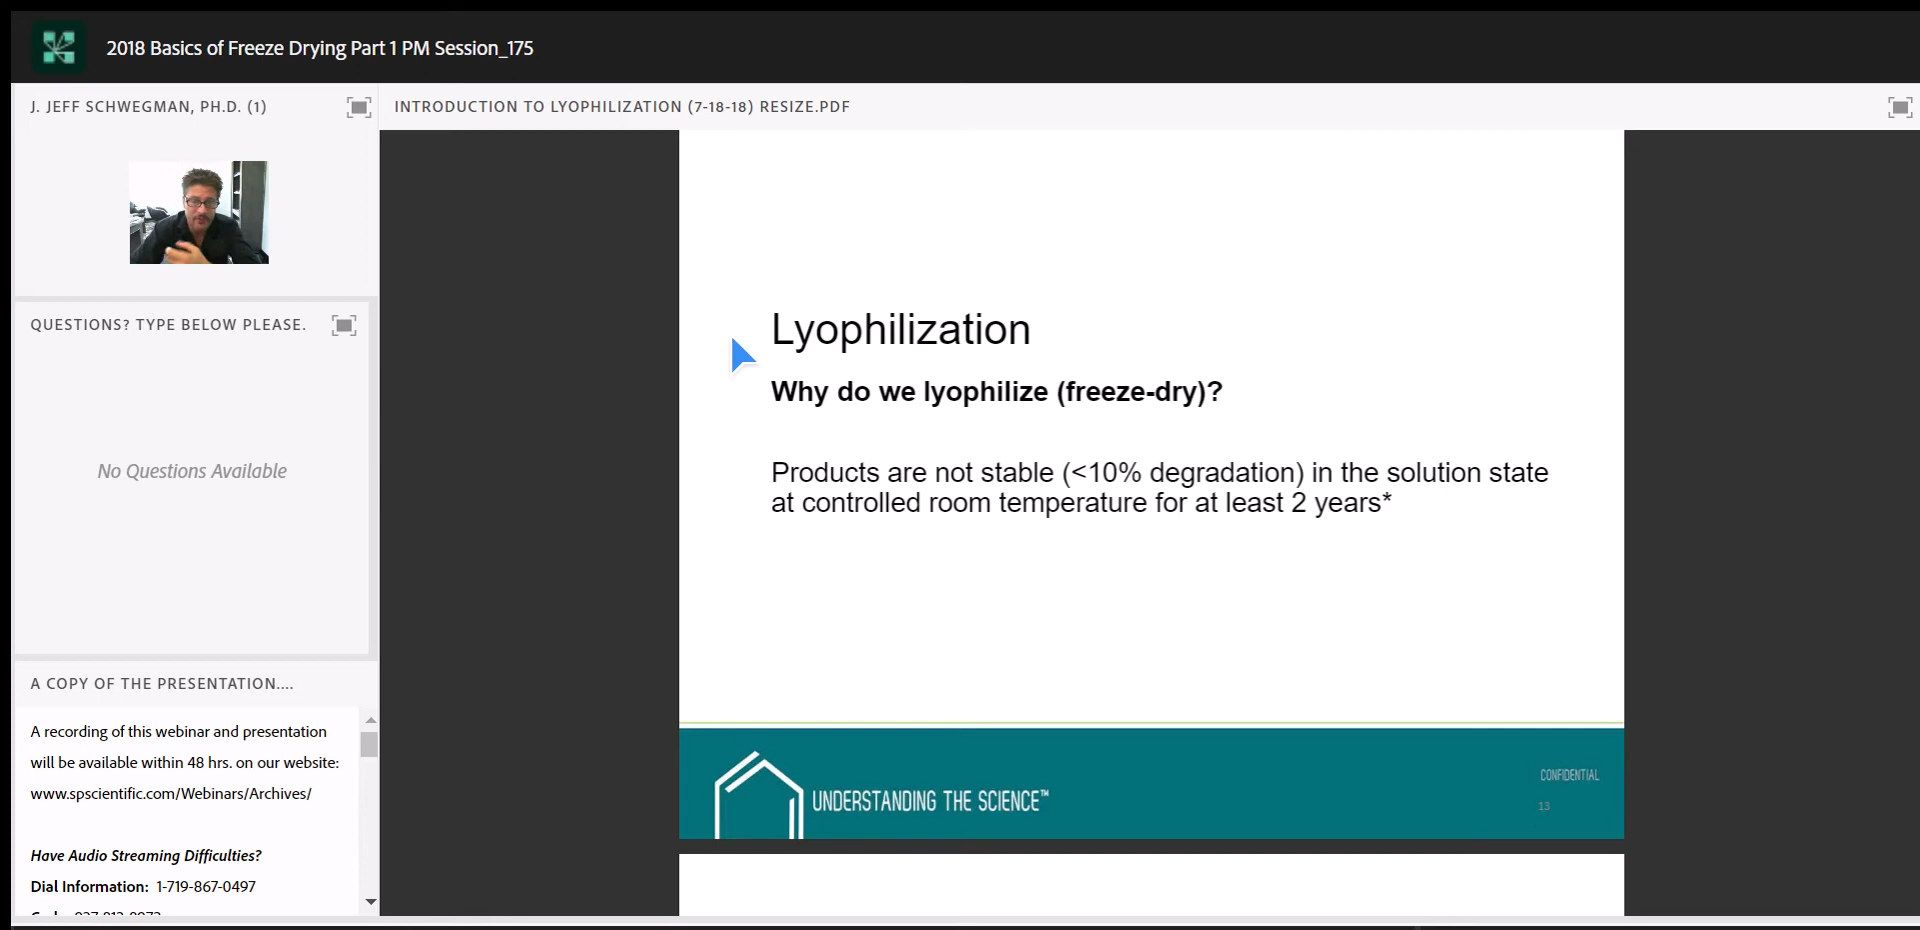 2018 Basics of Freeze Drying Part 1 PM Session_175
J. JEFF SCHWEGMAN, PH.D. (1)
INTRODUCTION TO LYOPHILIZATION (7-18-18) RESIZE.PDF
QUESTIONS? TYPE BELOW PLEASE.
No Questions Available
A COPY OF THE PRESENTATION....
A recording of this webinar and presentation
will be available within 48 hrs. on our website:
www.spscientific.com/Webinars/Archives/
Have Audio Streaming Difficulties?
Dial Information: 1-719-867-0497
Lyophilization
Why do we lyophilize (freeze-dry)?
Products are not stable (<10% degradation) in the solution state
at controlled room temperature for at least 2 years*
UNDERSTANDING THE SCIENCE™
CONFIDENTIAL
13